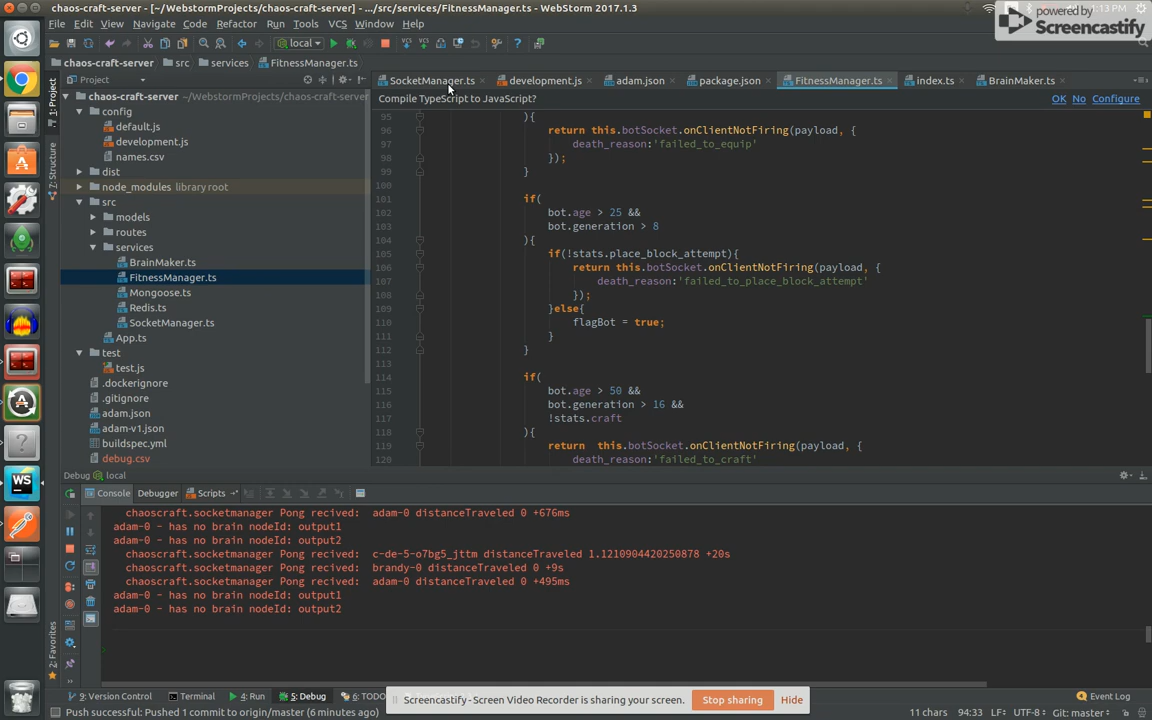 chaos-craft-server - [~/WebstormProjects/chaos-craft-server] - .../src/services/FitnessManager.ts - WebStorm 2017.1.3
:13 PM
powered by
Screencastify
File Edit View Navigate Code Refactor Run Tools VCS Window Help
local
chaos-craft-server src services FitnessManager.ts
Project
SocketManager.ts development.js adam.json package.json FitnessManager.ts index.ts BrainMaker.ts
Compile TypeScript to JavaScript?
OK No Configure
1: Project
Z: Structure
2: Favorites
chaos-craft-server ~/WebstormProjects/chaos-craft-server
config
default.js
development.js
names.csv
dist
node_modules library root
src
models
routes
services
BrainMaker.ts
FitnessManager.ts
Mongoose.ts
Redis.ts
SocketManager.ts
App.ts
test
test.js
.dockerignore
.gitignore
adam.json
adam-v1.json
buildspec.yml
debug.csv
95 ){
96 return this.botSocket.onClientNotFiring(payload, {
97 death_reason:'failed_to_equip'
98 });
99 }
100
101 if(
102 bot.age > 25 &&
103 bot.generation > 8
104 ){
105 if(!stats.place_block_attempt){
106 return this.botSocket.onClientNotFiring(payload, {
107 death_reason:'failed_to_place_block_attempt'
108 });
109 }else{
110 flagBot = true;
111 }
112 }
113
114 if(
115 bot.age > 50 &&
116 bot.generation > 16 &&
117 !stats.craft
118 ){
119 return this.botSocket.onClientNotFiring(payload, {
120 death_reason:'failed_to_craft'
Debug local
Console Debugger Scripts
chaoscraft.socketmanager Pong recived: adam-0 distanceTraveled 0 +676ms
adam-0 - has no brain nodeId: output1
adam-0 - has no brain nodeId: output2
chaoscraft.socketmanager Pong recived: c-de-5-o7bg5_jttm distanceTraveled 1.1210904420250878 +20s
chaoscraft.socketmanager Pong recived: brandy-0 distanceTraveled 0 +9s
chaoscraft.socketmanager Pong recived: adam-0 distanceTraveled 0 +495ms
adam-0 - has no brain nodeId: output1
adam-0 - has no brain nodeId: output2
9: Version Control Terminal 4: Run 5: Debug 6: TODO
Event Log
Screencastify - Screen Video Recorder is sharing your screen. Stop sharing Hide
Push successful: Pushed 1 commit to origin/master (6 minutes ago)
11 chars 94:33 LF÷ UTF-8÷ Git: master÷